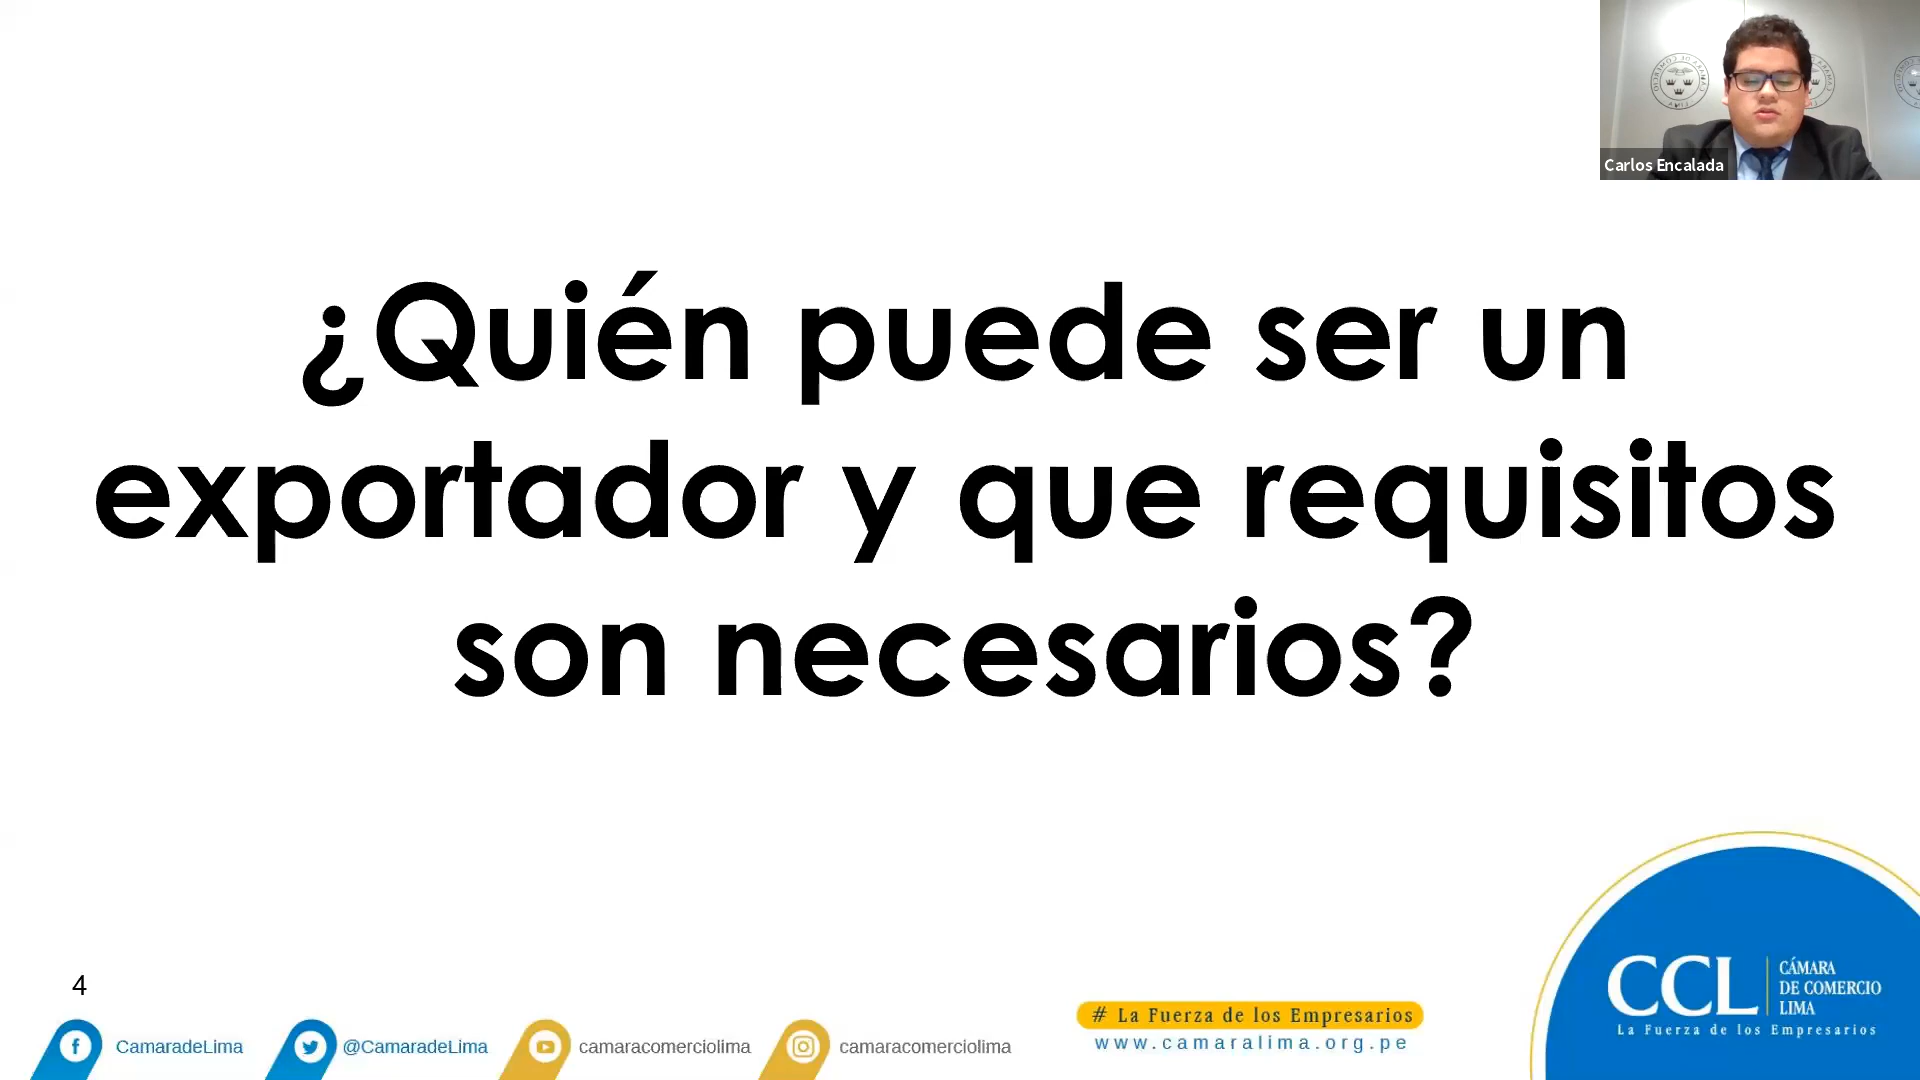 Carlos Encalada
¿Quién puede ser un
exportador y que requisitos
son necesarios?
4
CamaradeLima
@CamaradeLima
camaracomerciolima
camaracomerciolima
# La Fuerza de los Empresarios
www.camaralima.org.pe
CCL
CÁMARA
DE COMERCIO
LIMA
La Fuerza de los Empresarios